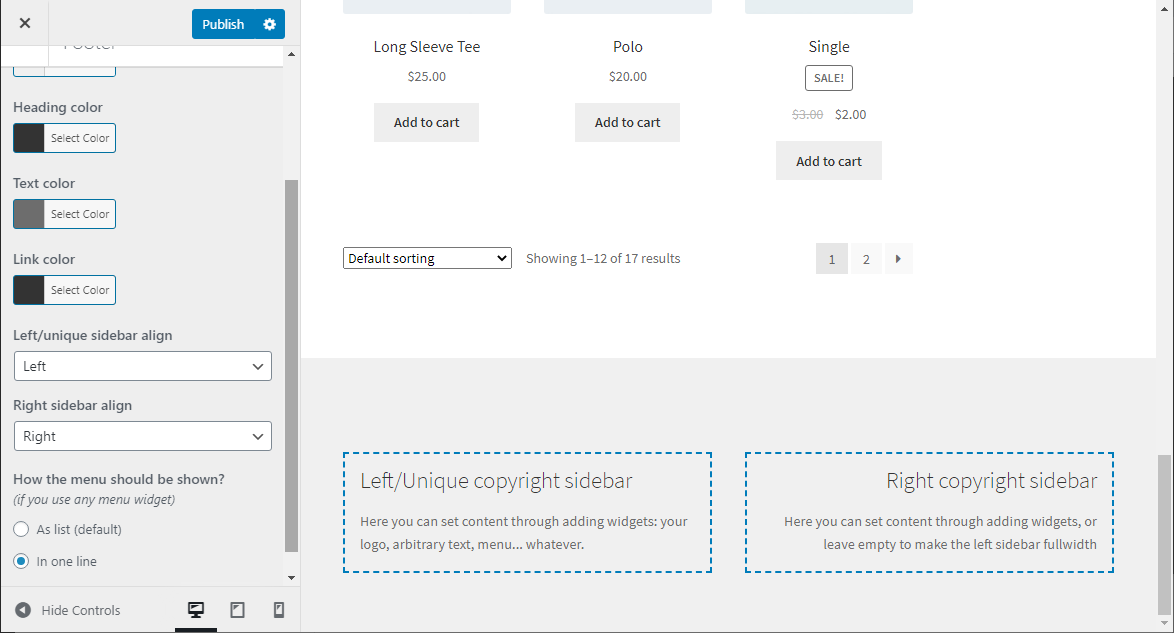 Publish
Footer
Heading color
Select Color
Text color
Select Color
Link color
Select Color
Left/unique sidebar align
Left
Right sidebar align
Right
How the menu should be shown?
(if you use any menu widget)
As list (default)
In one line
Hide Controls
Long Sleeve Tee
$25.00
Add to cart
Polo
$20.00
Add to cart
Single
SALE!
$3.00 $2.00
Add to cart
Default sorting
Showing 1–12 of 17 results
1 2
Left/Unique copyright sidebar
Here you can set content through adding widgets: your
logo, arbitrary text, menu... whatever.
Right copyright sidebar
Here you can set content through adding widgets, or
leave empty to make the left sidebar fullwidth